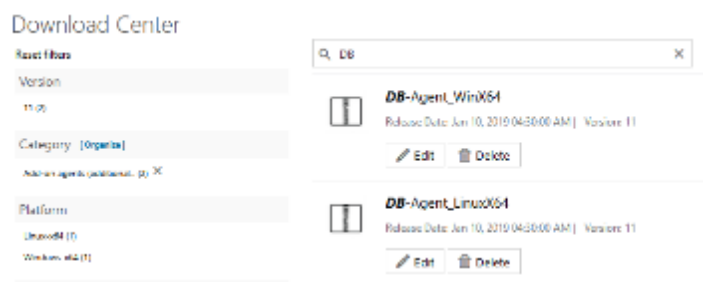 Download Center
Reset filters
Version
11 (2)
Category [Organize]
Add-on agents (additional.. (2) ✕
Platform
Linuxx64 (1)
Windows x64 (1)
DB
DB-Agent_WinX64
Release Date: Jan 10, 2019 04:30:00 AM | Version: 11
Edit Delete
DB-Agent_LinuxX64
Release Date: Jan 10, 2019 04:30:00 AM | Version: 11
Edit Delete